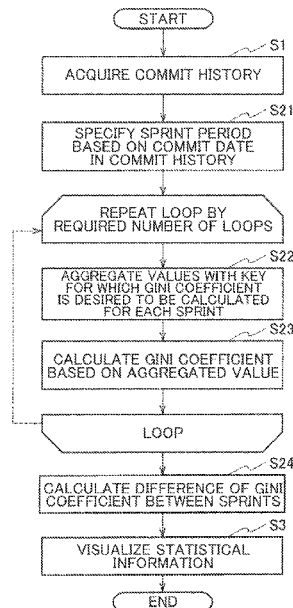 START
S1
ACQUIRE COMMIT HISTORY
S21
SPECIFY SPRINT PERIOD
BASED ON COMMIT DATE
IN COMMIT HISTORY
REPEAT LOOP BY
REQUIRED NUMBER OF LOOPS
S22
AGGREGATE VALUES WITH KEY
FOR WHICH GINI COEFFICIENT
IS DESIRED TO BE CALCULATED
FOR EACH SPRINT
S23
CALCULATE GINI COEFFICIENT
BASED ON AGGREGATED VALUE
LOOP
S24
CALCULATE DIFFERENCE OF GINI
COEFFICIENT BETWEEN SPRINTS
S3
VISUALIZE STATISTICAL
INFORMATION
END